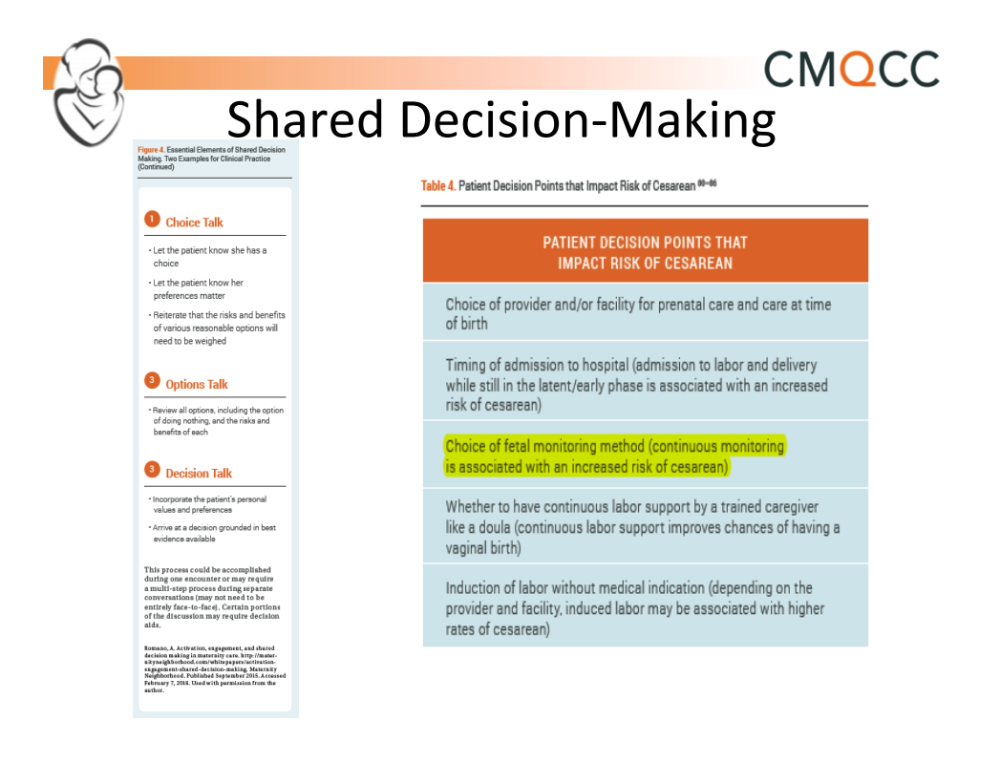 CMQCC
Shared Decision-Making
Figure 4. Essential Elements of Shared Decision
Making. Two Examples for Clinical Practice
(Continued)
1 Choice Talk
• Let the patient know she has a
choice
• Let the patient know her
preferences matter
• Reiterate that the risks and benefits
of various reasonable options will
need to be weighed
3 Options Talk
• Review all options, including the option
of doing nothing, and the risks and
benefits of each
3 Decision Talk
• Incorporate the patient's personal
values and preferences
• Arrive at a decision grounded in best
evidence available
This process could be accomplished
during one encounter or may require
a multi-step process during separate
conversations (may not need to be
entirely face-to-face). Certain portions
of the discussion may require decision
aids.
Romano, A. Activation, engagement, and shared
decision making in maternity care. http://mater-
nityneighborhood.com/whitepapers/activation-
engagement-shared-decision-making. Maternity
Neighborhood. Published September 2015. Accessed
February 7, 2016. Used with permission from the
author.
Table 4. Patient Decision Points that Impact Risk of Cesarean 80–86
PATIENT DECISION POINTS THAT
IMPACT RISK OF CESAREAN
Choice of provider and/or facility for prenatal care and care at time
of birth
Timing of admission to hospital (admission to labor and delivery
while still in the latent/early phase is associated with an increased
risk of cesarean)
Choice of fetal monitoring method (continuous monitoring
is associated with an increased risk of cesarean)
Whether to have continuous labor support by a trained caregiver
like a doula (continuous labor support improves chances of having a
vaginal birth)
Induction of labor without medical indication (depending on the
provider and facility, induced labor may be associated with higher
rates of cesarean)